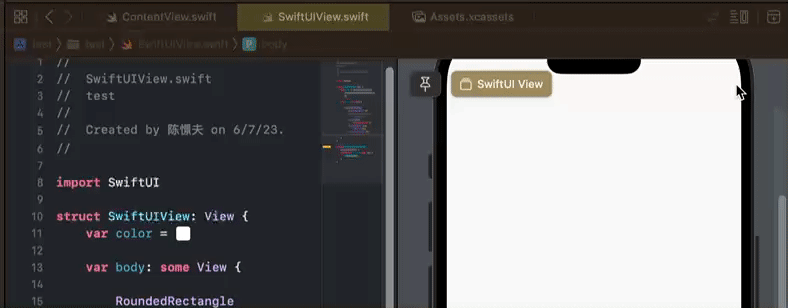 ContentView.swift
SwiftUIView.swift
Assets.xcassets
test > test > SwiftUIView.swift > P body
1 //
2 // SwiftUIView.swift
3 // test
4 //
5 // Created by 陈愪夫 on 6/7/23.
6 //
7
8 import SwiftUI
9
10 struct SwiftUIView: View {
11 var color =
12
13 var body: some View {
14
15 RoundedRectangle
SwiftUI View